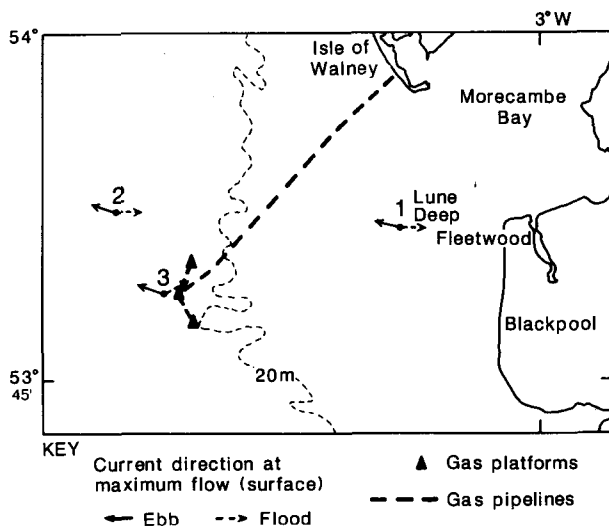 3° W
54°
Isle of
Walney
Morecambe
Bay
2
1
Lune
Deep
Fleetwood
3
Blackpool
53°
45'
20m
KEY
Current direction at
maximum flow (surface)
Ebb
Flood
Gas platforms
Gas pipelines